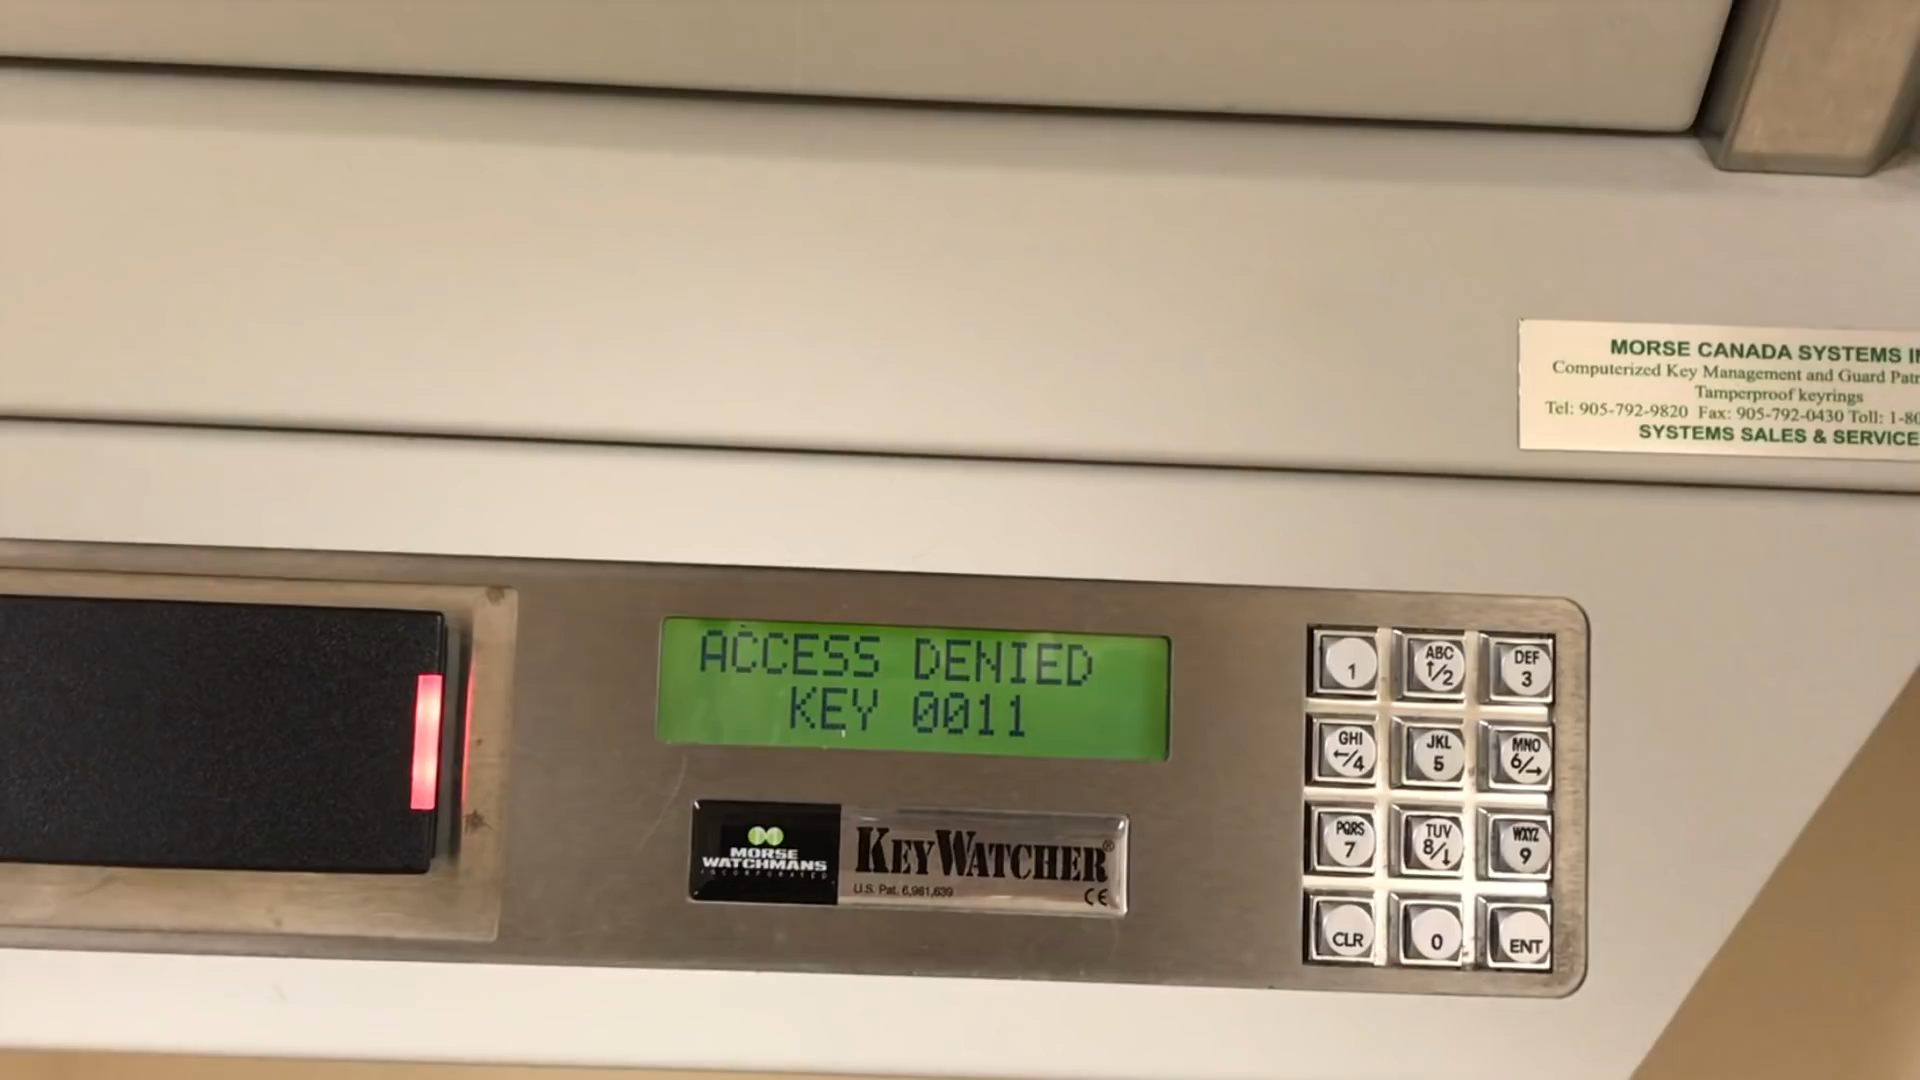 MORSE CANADA SYSTEMS
Computerized Key Management and Guard
Tamperproof keyrings
Tel: 905-792-9820 Fax: 905-792-0430 Toll: 1-80
SYSTEMS SALES & SERVICE
ACCESS DENIED
KEY 0011
MORSE
WATCHMANS
INCORPORATED
KEYWATCHER®
U.S. Pat. 6,981,639
CE
1
ABC
↑/2
DEF
3
GHI
←/4
JKL
5
MNO
6/→
PQRS
7
TUV
8/↓
WXYZ
9
CLR
0
ENT